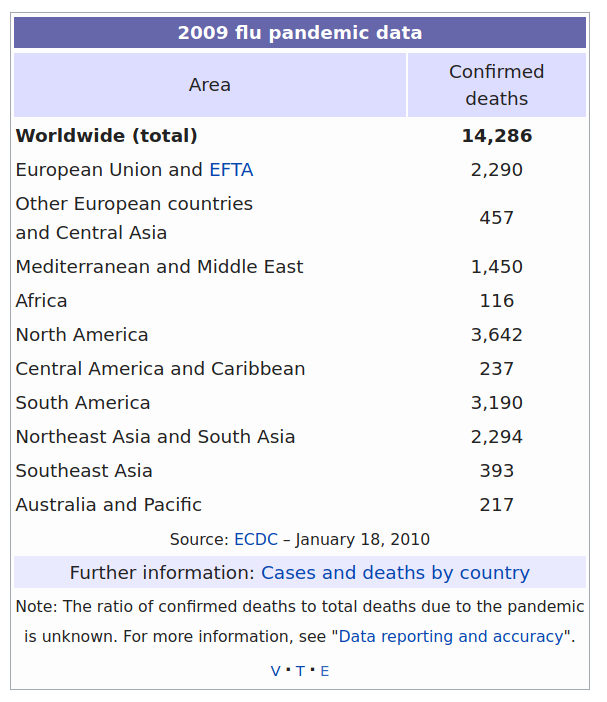 2009 flu pandemic data
Area
Confirmed
deaths
Worldwide (total) 14,286
European Union and EFTA 2,290
Other European countries
and Central Asia 457
Mediterranean and Middle East 1,450
Africa 116
North America 3,642
Central America and Caribbean 237
South America 3,190
Northeast Asia and South Asia 2,294
Southeast Asia 393
Australia and Pacific 217
Source: ECDC – January 18, 2010
Further information: Cases and deaths by country
Note: The ratio of confirmed deaths to total deaths due to the pandemic
is unknown. For more information, see "Data reporting and accuracy".
V · T · E